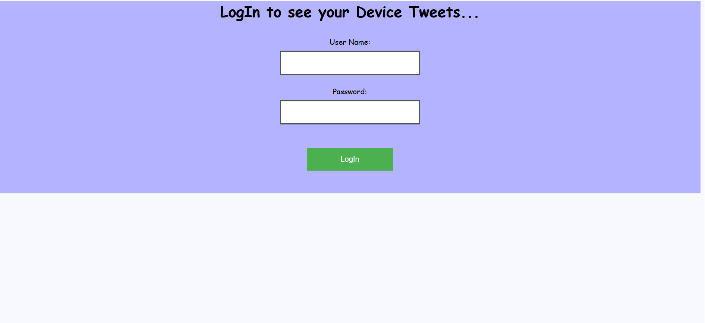 LogIn to see your Device Tweets...
User Name:
Password:
LogIn